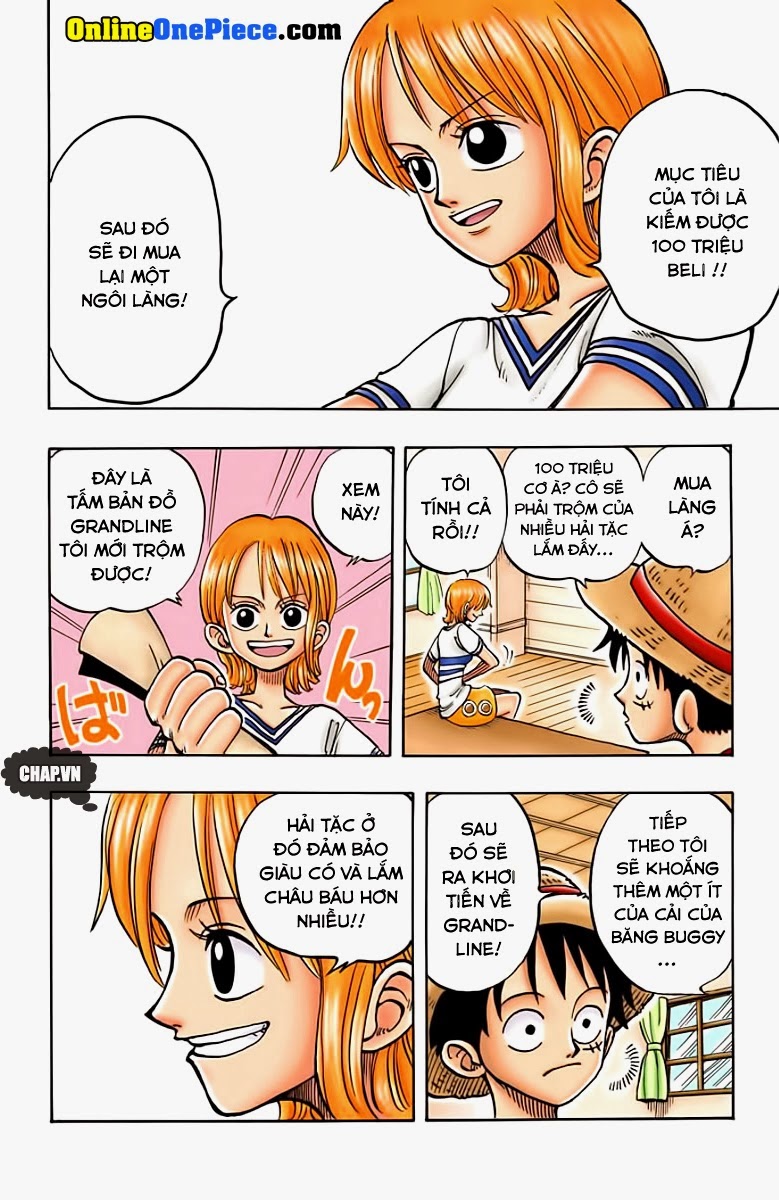 OnlineOnePiece.com
MỤC TIÊU
CỦA TÔI LÀ
KIẾM ĐƯỢC
100 TRIỆU
BELI !!
SAU ĐÓ
SẼ ĐI MUA
LẠI MỘT
NGÔI LÀNG!
MUA
LÀNG
Á?
100 TRIỆU
CƠ À? CÔ SẼ
PHẢI TRỘM CỦA
NHIỀU HẢI TẶC
LẮM ĐẤY...
TÔI
TÍNH CẢ
RỒI!!
XEM
NÀY!
ĐÂY LÀ
TẤM BẢN ĐỒ
GRANDLINE
TÔI MỚI TRỘM
ĐƯỢC!
ばんっ
CHAP.VN
TIẾP
THEO TÔI
SẼ KHOẮNG
THÊM MỘT ÍT
CỦA CẢI CỦA
BĂNG BUGGY
...
SAU
ĐÓ SẼ
RA KHƠI
TIẾN VỀ
GRAND-
LINE!
HẢI TẶC Ở
ĐÓ ĐẢM BẢO
GIÀU CÓ VÀ LẮM
CHÂU BÁU HƠN
NHIỀU!!